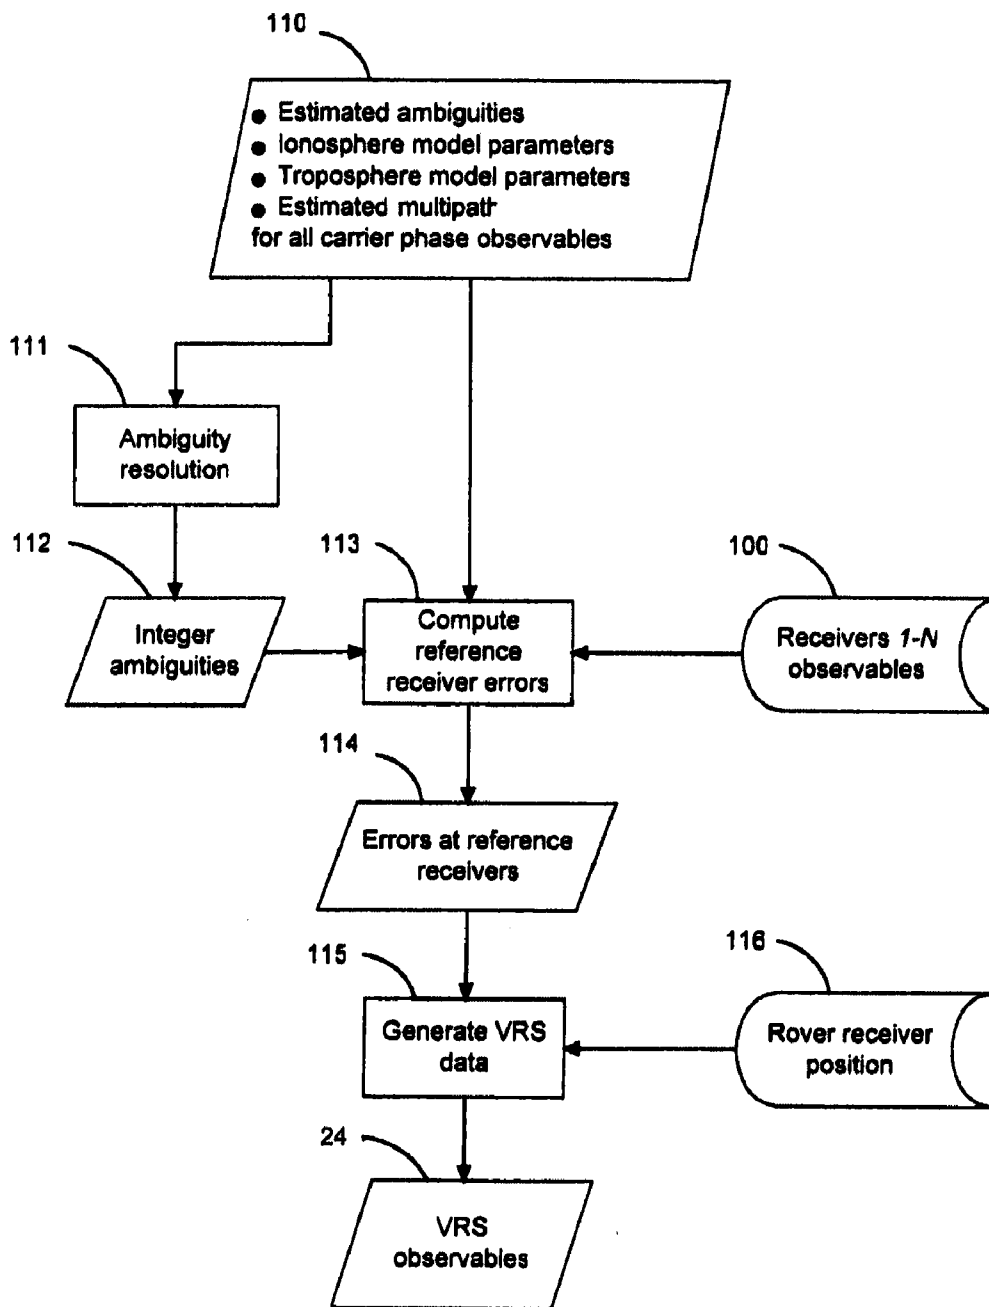 110
● Estimated ambiguities
● Ionosphere model parameters
● Troposphere model parameters
● Estimated multipath
for all carrier phase observables
111
Ambiguity
resolution
112
Integer
ambiguities
113
Compute
reference
receiver errors
100
Receivers 1-N
observables
114
Errors at reference
receivers
115
Generate VRS
data
116
Rover receiver
position
24
VRS
observables